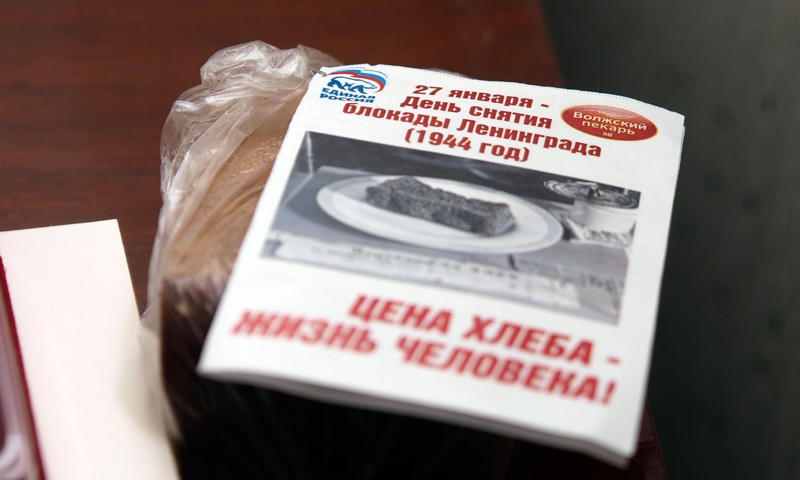 ЕДИНАЯ
РОССИЯ
27 января -
День снятия
блокады Ленинграда
(1944 год)
Волжский
пекарь
ЦЕНА ХЛЕБА -
ЖИЗНЬ ЧЕЛОВЕКА!